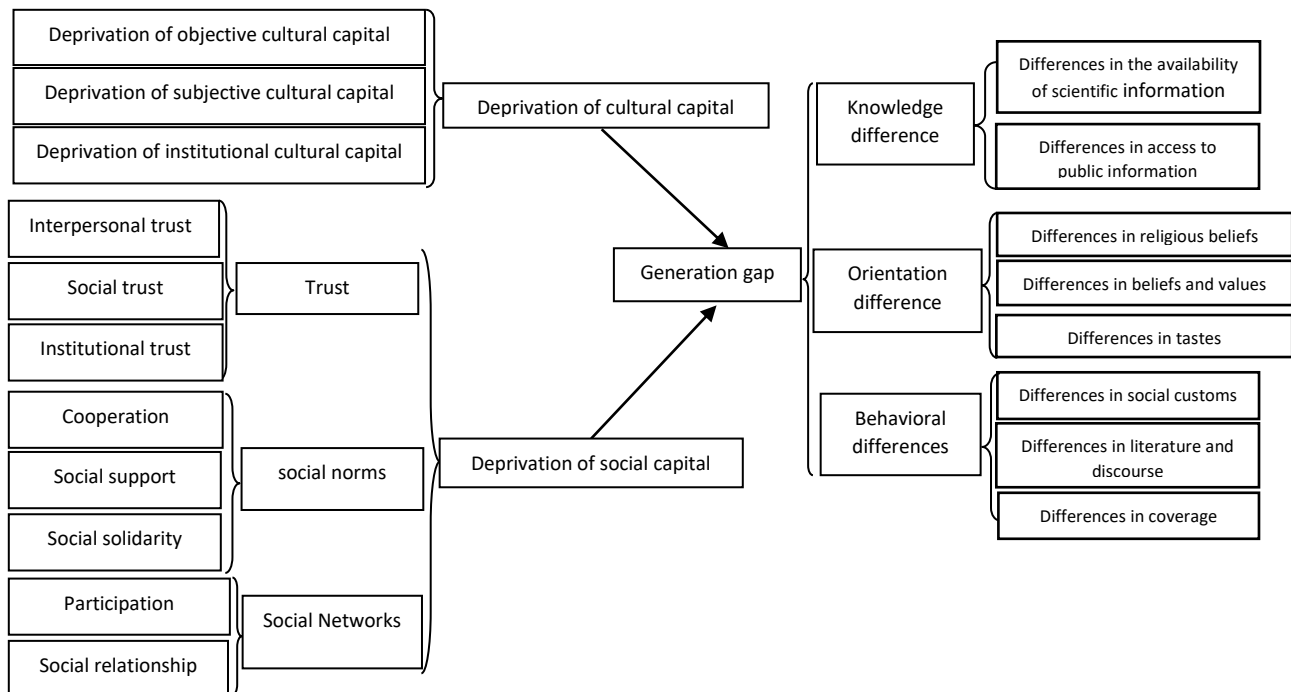 Deprivation of objective cultural capital
Deprivation of subjective cultural capital
Deprivation of institutional cultural capital
Deprivation of cultural capital
Interpersonal trust
Social trust
Institutional trust
Trust
Cooperation
Social support
Social solidarity
social norms
Participation
Social relationship
Social Networks
Deprivation of social capital
Generation gap
Knowledge
difference
Differences in the availability
of scientific information
Differences in access to
public information
Orientation
difference
Differences in religious beliefs
Differences in beliefs and values
Differences in tastes
Behavioral
differences
Differences in social customs
Differences in literature and
discourse
Differences in coverage